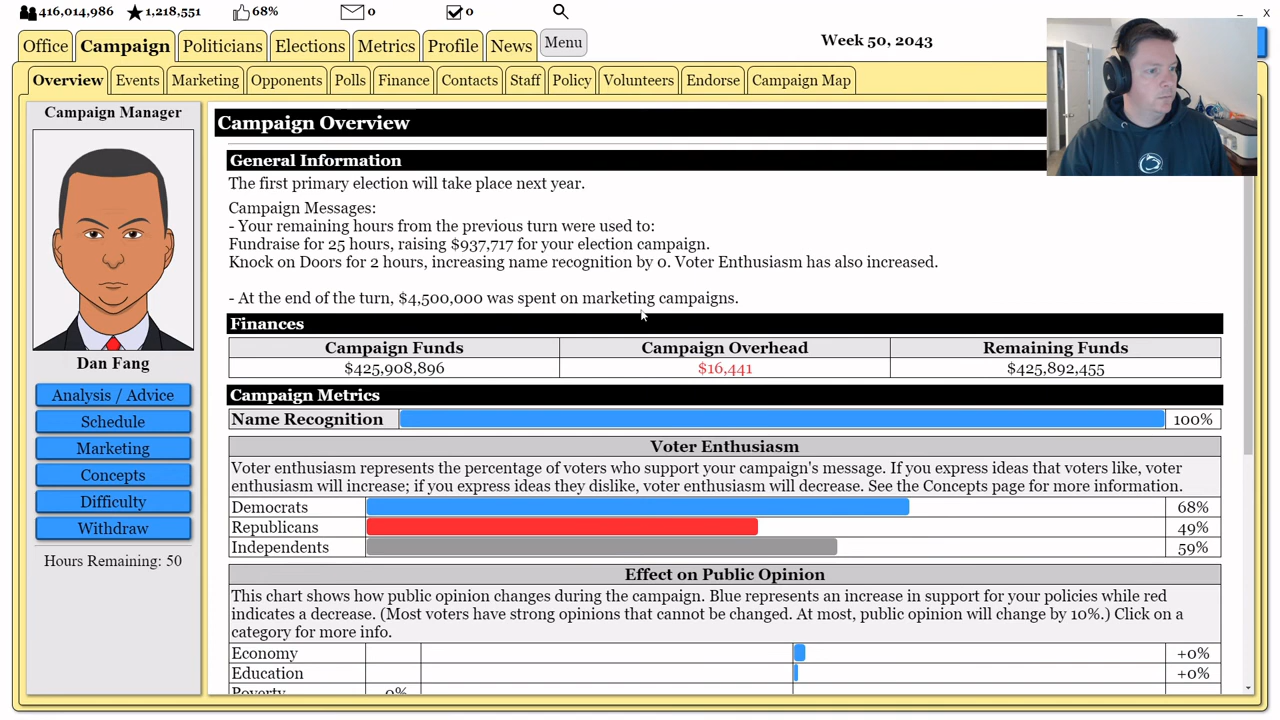 416,014,986 1,218,551 68% 0 0
X
Office Campaign Politicians Elections Metrics Profile News Menu Week 50, 2043
Overview Events Marketing Opponents Polls Finance Contacts Staff Policy Volunteers Endorse Campaign Map
Campaign Manager
Dan Fang
Analysis / Advice
Schedule
Marketing
Concepts
Difficulty
Withdraw
Hours Remaining: 50
Campaign Overview
General Information
The first primary election will take place next year.
Campaign Messages:
- Your remaining hours from the previous turn were used to:
Fundraise for 25 hours, raising $937,717 for your election campaign.
Knock on Doors for 2 hours, increasing name recognition by 0. Voter Enthusiasm has also increased.
- At the end of the turn, $4,500,000 was spent on marketing campaigns.
Finances
Campaign Funds Campaign Overhead Remaining Funds
$425,908,896 $16,441 $425,892,455
Campaign Metrics
Name Recognition 100%
Voter Enthusiasm
Voter enthusiasm represents the percentage of voters who support your campaign's message. If you express ideas that voters like, voter
enthusiasm will increase; if you express ideas they dislike, voter enthusiasm will decrease. See the Concepts page for more information.
Democrats 68%
Republicans 49%
Independents 59%
Effect on Public Opinion
This chart shows how public opinion changes during the campaign. Blue represents an increase in support for your policies while red
indicates a decrease. (Most voters have strong opinions that cannot be changed. At most, public opinion will change by 10%.) Click on a
category for more info.
Economy +0%
Education +0%
Poverty 0%